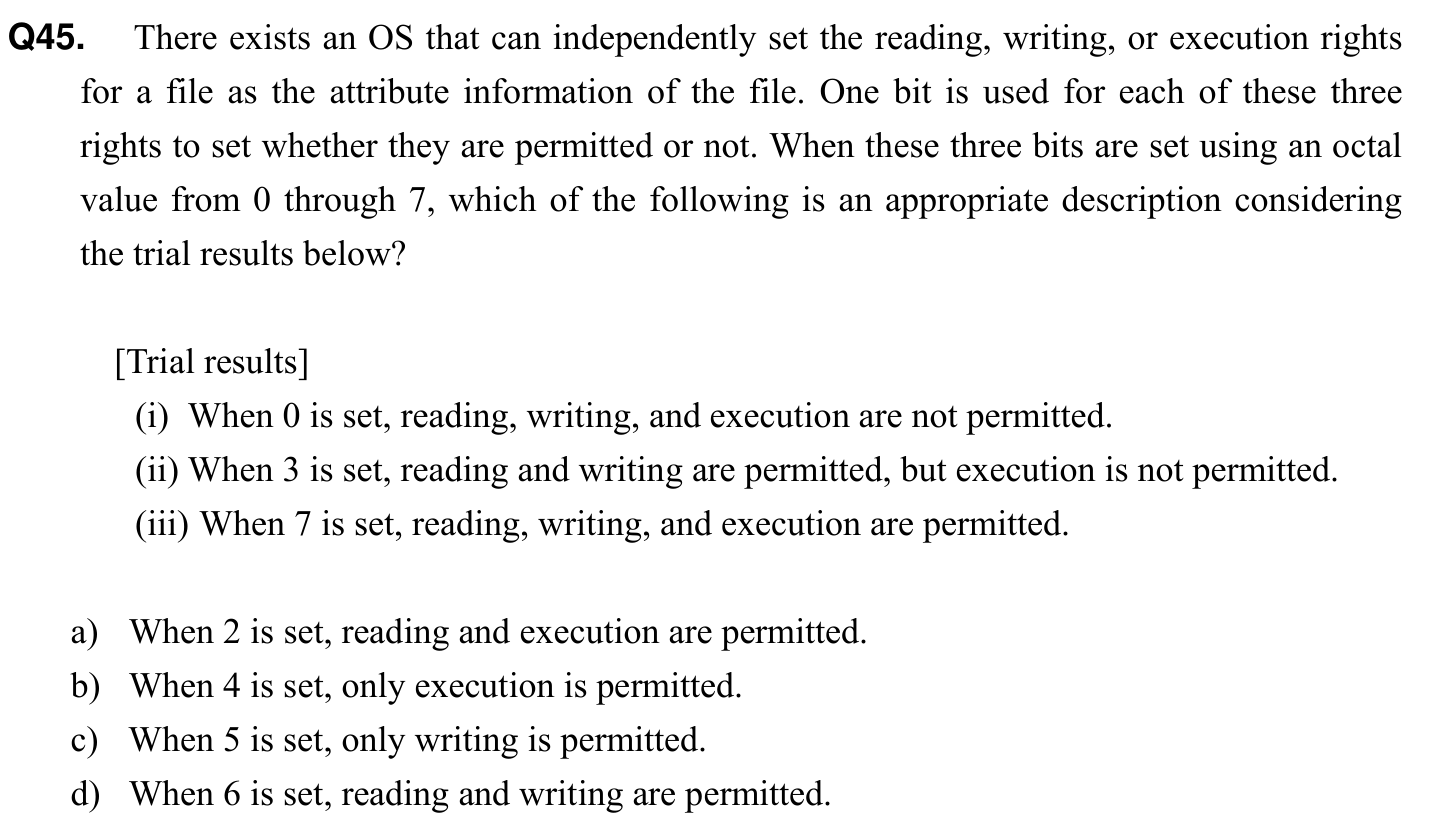 Q45. There exists an OS that can independently set the reading, writing, or execution rights
for a file as the attribute information of the file. One bit is used for each of these three
rights to set whether they are permitted or not. When these three bits are set using an octal
value from 0 through 7, which of the following is an appropriate description considering
the trial results below?
[Trial results]
(i) When 0 is set, reading, writing, and execution are not permitted.
(ii) When 3 is set, reading and writing are permitted, but execution is not permitted.
(iii) When 7 is set, reading, writing, and execution are permitted.
a) When 2 is set, reading and execution are permitted.
b) When 4 is set, only execution is permitted.
c) When 5 is set, only writing is permitted.
d) When 6 is set, reading and writing are permitted.